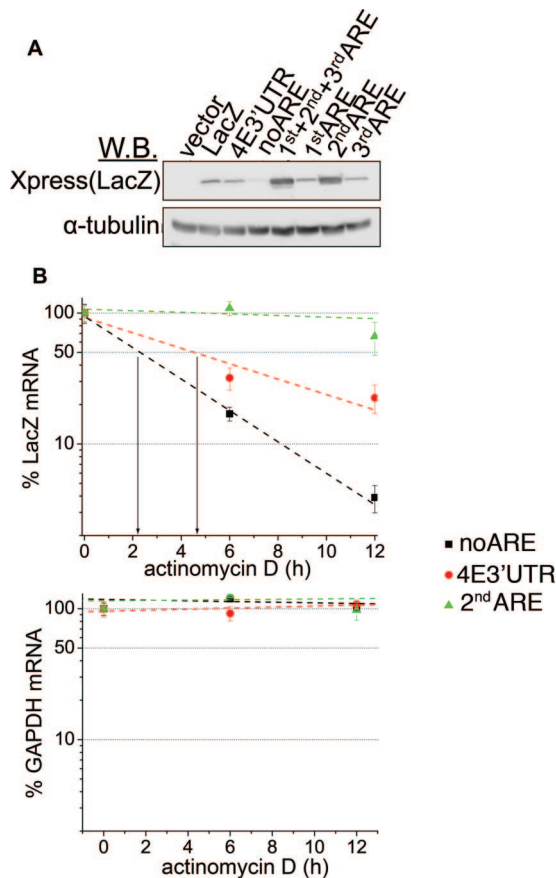 A
vector
LacZ
4E3'UTR
noARE
1st+2nd+3rdARE
1stARE
2ndARE
3rdARE
W.B.
Xpress(LacZ)
α-tubulin
B
100
50
10
% LacZ mRNA
0 2 4 6 8 10 12
actinomycin D (h)
noARE
4E3'UTR
2nd ARE
100
50
10
% GAPDH mRNA
0 2 4 6 8 10 12
actinomycin D (h)